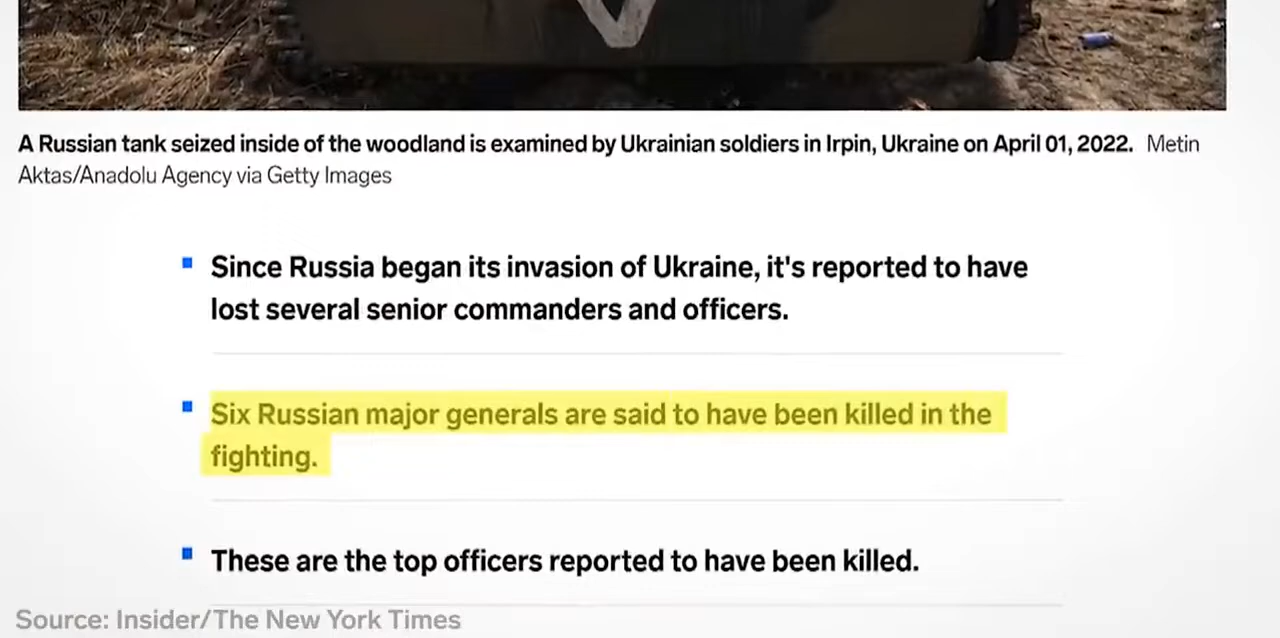 A Russian tank seized inside of the woodland is examined by Ukrainian soldiers in Irpin, Ukraine on April 01, 2022. Metin
Aktas/Anadolu Agency via Getty Images
Since Russia began its invasion of Ukraine, it's reported to have
lost several senior commanders and officers.
Six Russian major generals are said to have been killed in the
fighting.
These are the top officers reported to have been killed.
Source: Insider/The New York Times